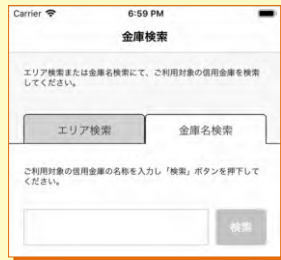 Carrier 6:59 PM
金庫検索
エリア検索または金庫名検索にて、ご利用対象の信用金庫を検索
してください。
エリア検索 金庫名検索
ご利用対象の信用金庫の名称を入力し「検索」ボタンを押下して
ください。
検索